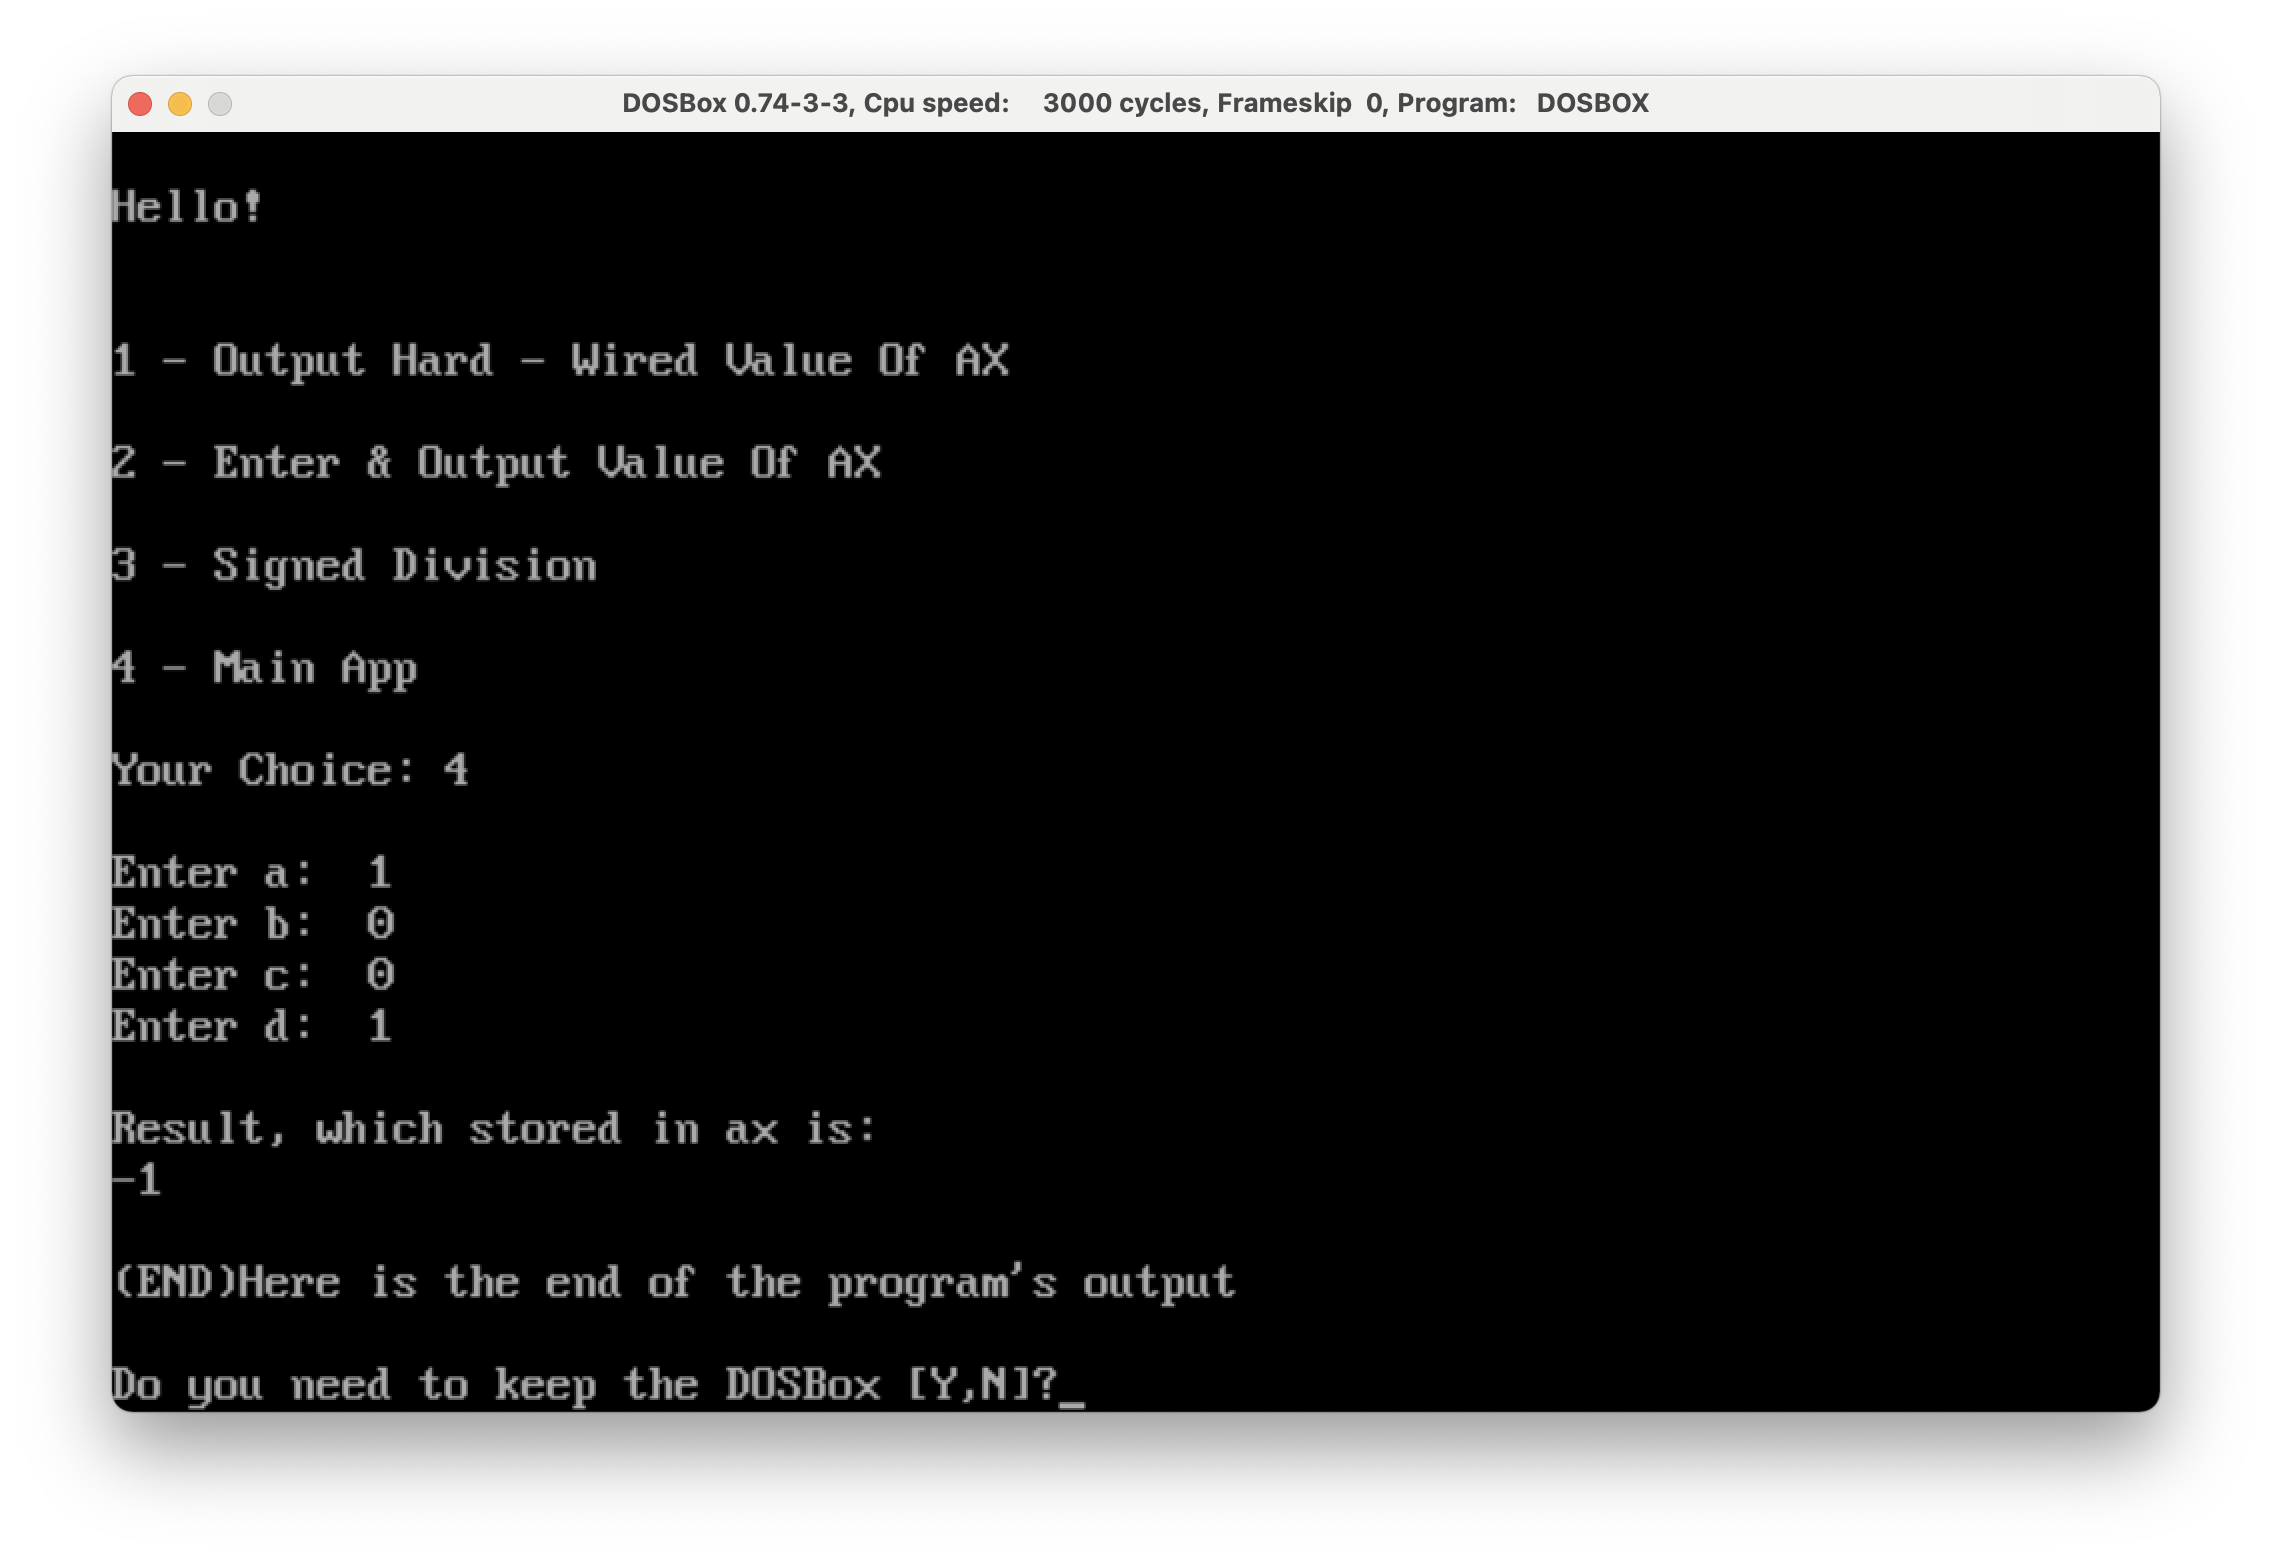 DOSBox 0.74-3-3, Cpu speed: 3000 cycles, Frameskip 0, Program: DOSBOX
Hello!
1 - Output Hard - Wired Value Of AX
2 - Enter & Output Value Of AX
3 - Signed Division
4 - Main App
Your Choice: 4
Enter a: 1
Enter b: 0
Enter c: 0
Enter d: 1
Result, which stored in ax is:
-1
(END)Here is the end of the program's output
Do you need to keep the DOSBox [Y,N]?_